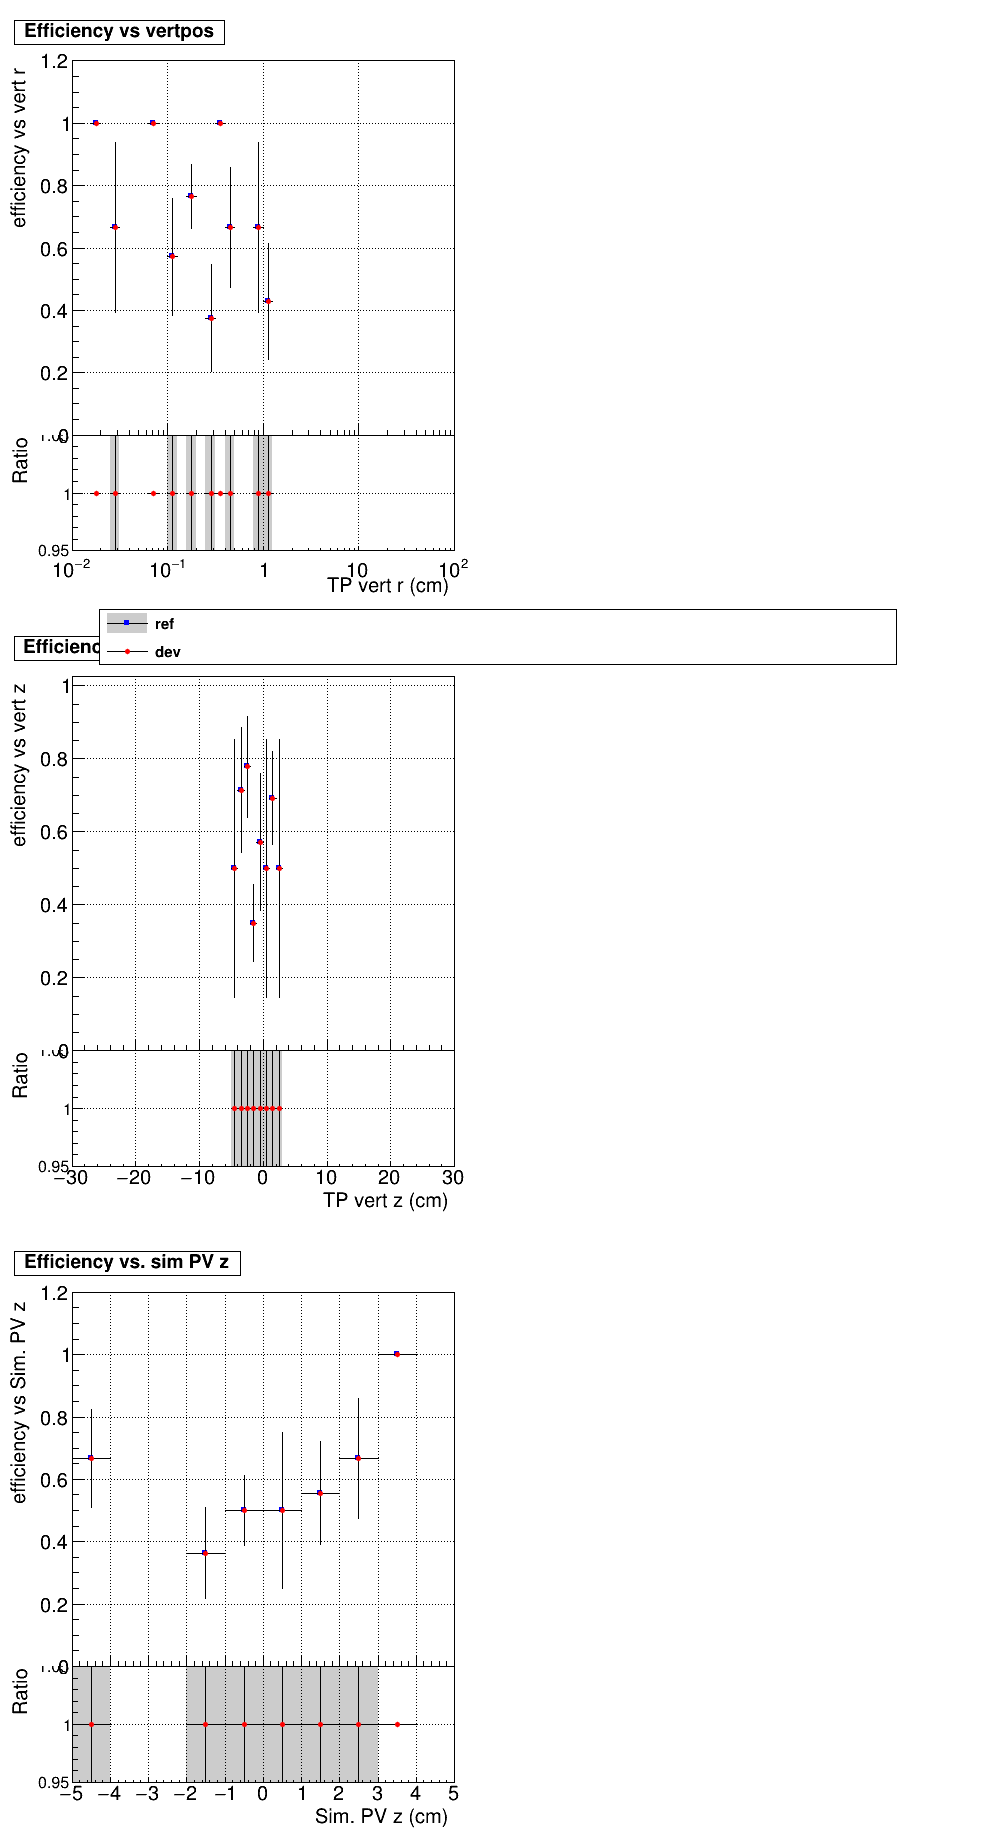 Efficiency vs vertpos
efficiency vs vert r
1.2
1
0.8
0.6
0.4
0.2
0
Ratio
1
0.95
10⁻² 10⁻¹ 1 10 10²
TP vert r (cm)
ref
dev
efficiency vs vert z
1
0.8
0.6
0.4
0.2
0
Ratio
1
0.95
−30 −20 −10 0 10 20 30
TP vert z (cm)
Efficiency vs. sim PV z
efficiency vs Sim. PV z
1.2
1
0.8
0.6
0.4
0.2
0
Ratio
1
0.95
−5 −4 −3 −2 −1 0 1 2 3 4 5
Sim. PV z (cm)